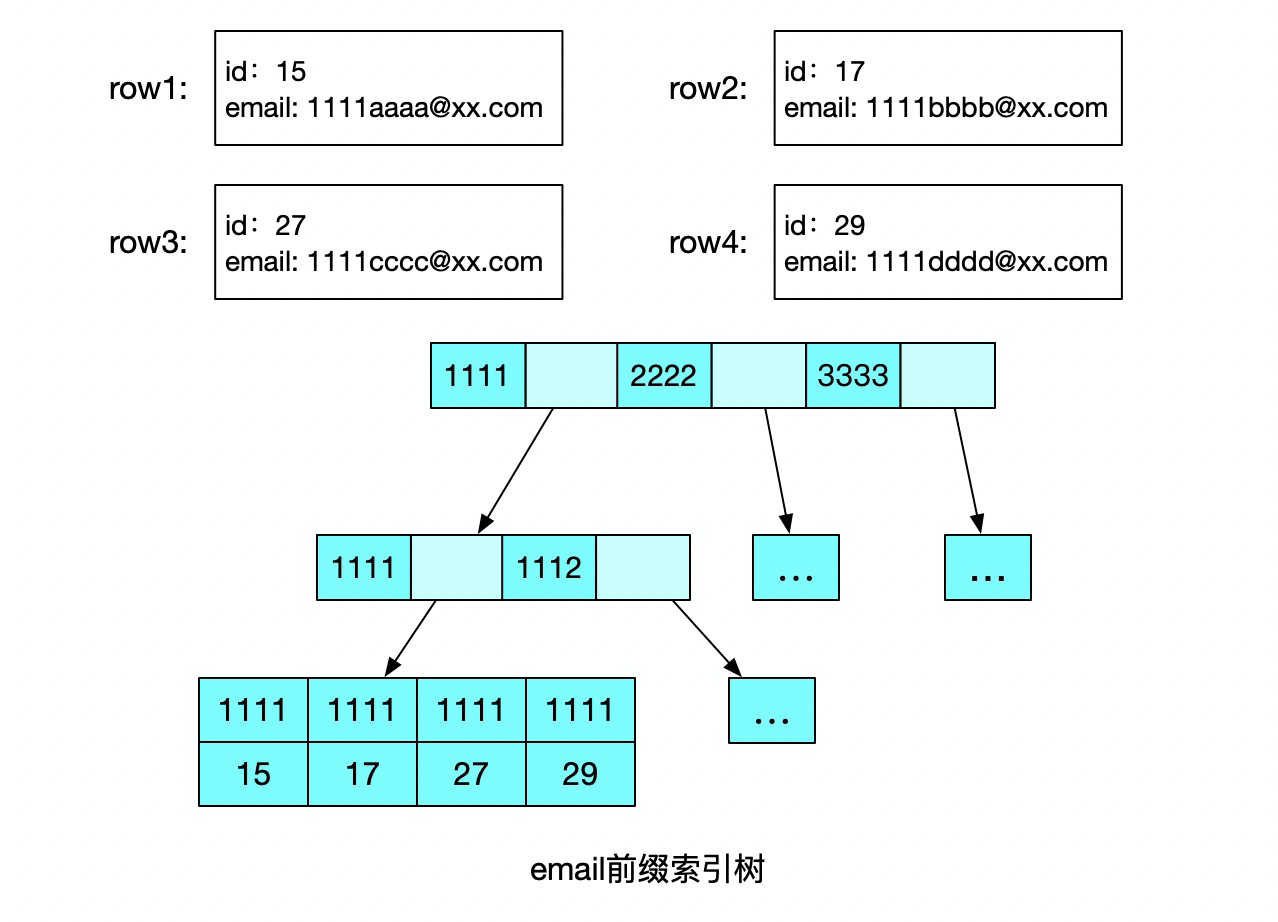 row1:
id：15
email: 1111aaaa@xx.com
row2:
id：17
email: 1111bbbb@xx.com
row3:
id：27
email: 1111cccc@xx.com
row4:
id：29
email: 1111dddd@xx.com
1111 2222 3333
1111 1112 ... ...
1111 1111 1111 1111 ...
15 17 27 29
email前缀索引树